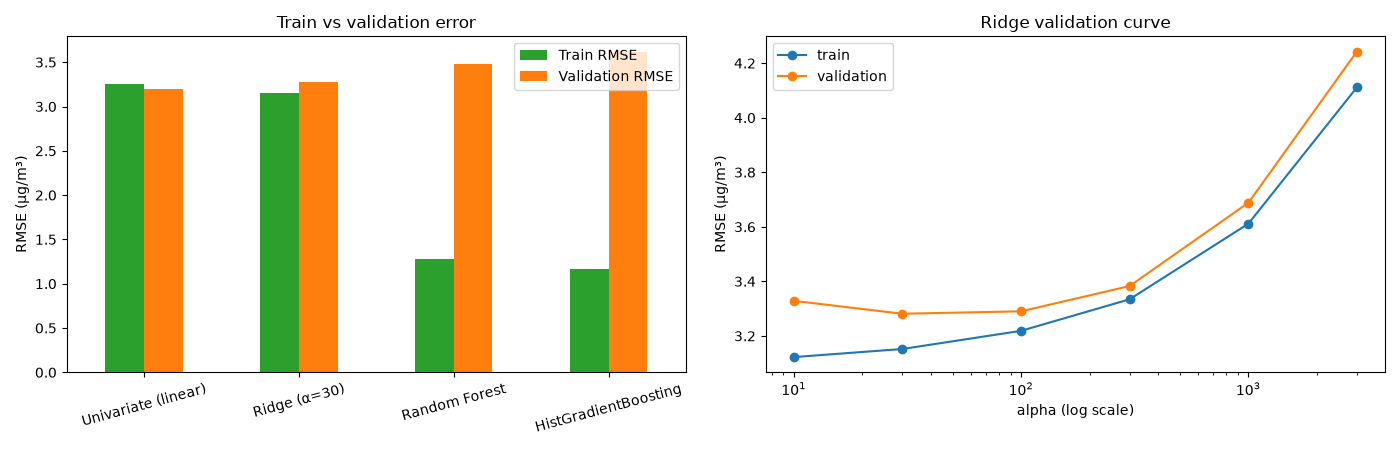 Train vs validation error
Train RMSE
Validation RMSE
RMSE (µg/m³)
3.5
3.0
2.5
2.0
1.5
1.0
0.5
0.0
Univariate (linear)
Ridge (α=30)
Random Forest
HistGradientBoosting
Ridge validation curve
train
validation
RMSE (µg/m³)
4.2
4.0
3.8
3.6
3.4
3.2
10¹
10²
10³
alpha (log scale)